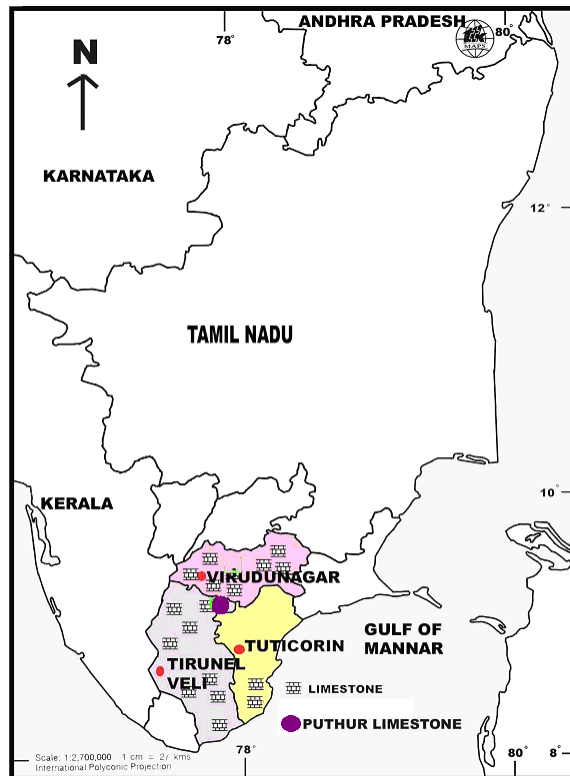 ANDHRA PRADESH
80°
78°
MAPS
N
KARNATAKA
12°
TAMIL NADU
10°
KERALA
VIRUDUNAGAR
GULF OF
MANNAR
TUTICORIN
TIRUNEL
VELI
LIMESTONE
PUTHUR LIMESTONE
Scale: 1:2,700,000 1 cm = 27 kms
International Polyconic Projection
78°
80°
8°